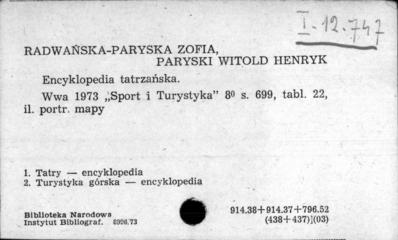 I-12.747
RADWAŃSKA-PARYSKA ZOFIA,
PARYSKI WITOLD HENRYK
Encyklopedia tatrzańska.
Wwa 1973 „Sport i Turystyka" 8⁰ s. 699, tabl. 22,
il. portr. mapy
1. Tatry — encyklopedia
2. Turystyka górska — encyklopedia
Biblioteka Narodowa
Instytut Bibliograf. 8996.73
914.38+914.37+796.52
(438+437)](03)